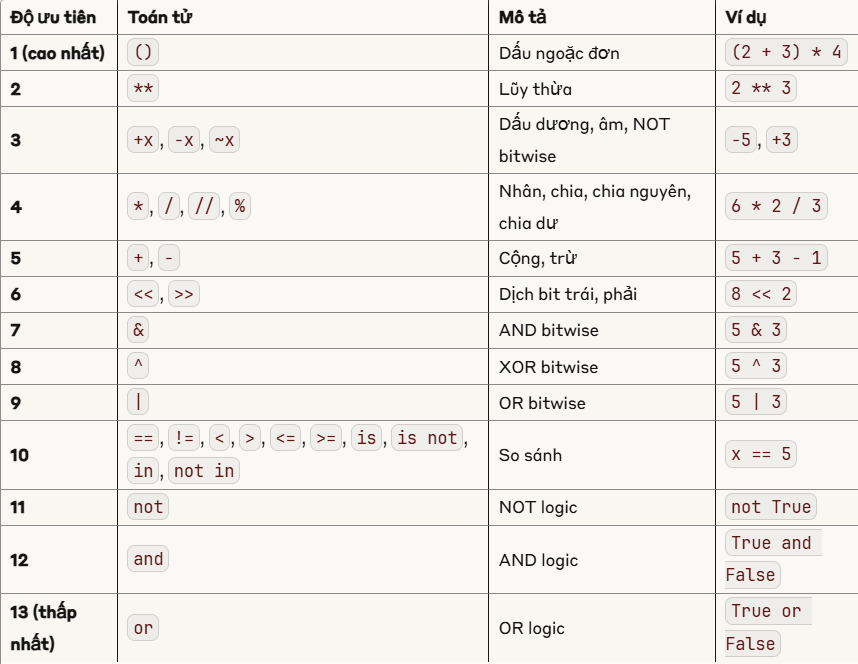 Độ ưu tiên Toán tử Mô tả Ví dụ
1 (cao nhất) () Dấu ngoặc đơn (2 + 3) * 4
2 ** Lũy thừa 2 ** 3
3 +x, -x, ~x Dấu dương, âm, NOT
bitwise -5, +3
4 *, /, //, % Nhân, chia, chia nguyên,
chia dư 6 * 2 / 3
5 +, - Cộng, trừ 5 + 3 - 1
6 <<, >> Dịch bit trái, phải 8 << 2
7 & AND bitwise 5 & 3
8 ^ XOR bitwise 5 ^ 3
9 | OR bitwise 5 | 3
10 ==, !=, <, >, <=, >=, is, is not,
in, not in So sánh x == 5
11 not NOT logic not True
12 and AND logic True and
False
13 (thấp
nhất) or OR logic True or
False